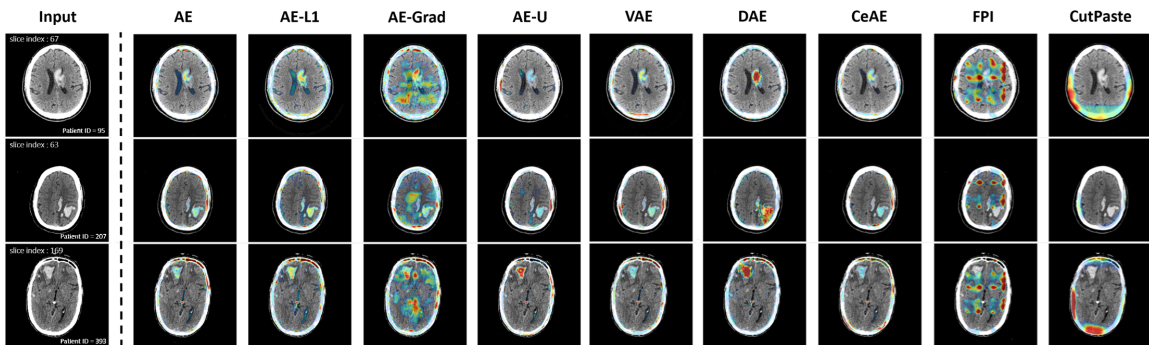 Input AE AE-L1 AE-Grad AE-U VAE DAE CeAE FPI CutPaste
slice index : 67
Patient ID = 95
slice index : 63
Patient ID = 207
slice index : 169
Patient ID = 393